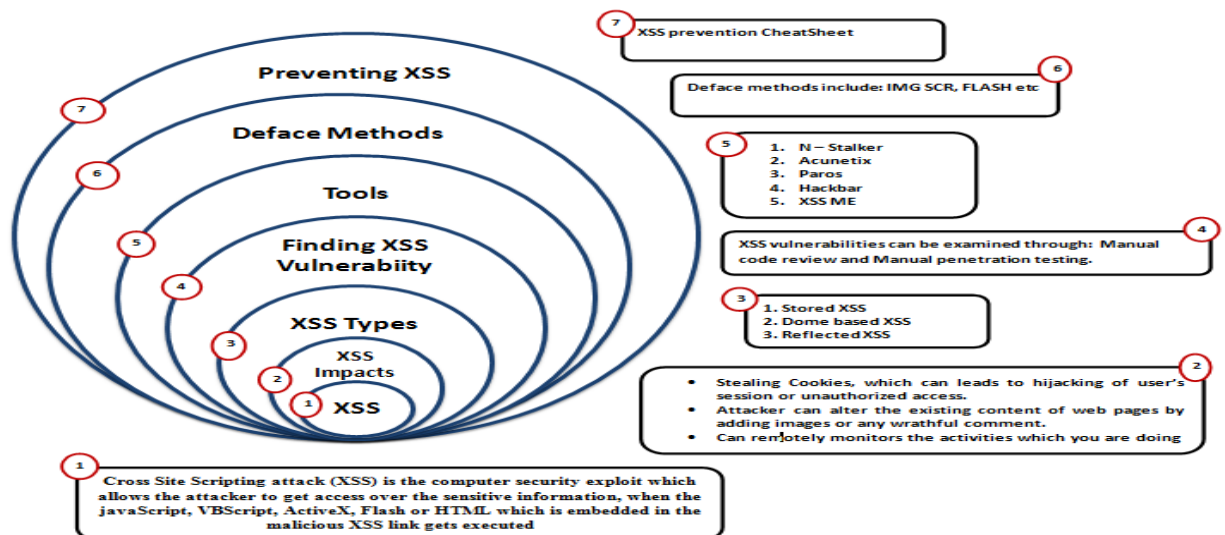 7
XSS prevention CheatSheet
6
Deface methods include: IMG SCR, FLASH etc
5
1. N – Stalker
2. Acunetix
3. Paros
4. Hackbar
5. XSS ME
4
XSS vulnerabilities can be examined through: Manual
code review and Manual penetration testing.
3
1. Stored XSS
2. Dome based XSS
3. Reflected XSS
2
• Stealing Cookies, which can leads to hijacking of user's
session or unauthorized access.
• Attacker can alter the existing content of web pages by
adding images or any wrathful comment.
• Can remotely monitors the activities which you are doing
Preventing XSS
7
Deface Methods
6
Tools
5
Finding XSS
Vulnerabiity
4
XSS Types
3
XSS
Impacts
2
XSS
1
1
Cross Site Scripting attack (XSS) is the computer security exploit which
allows the attacker to get access over the sensitive information, when the
javaScript, VBScript, ActiveX, Flash or HTML which is embedded in the
malicious XSS link gets executed